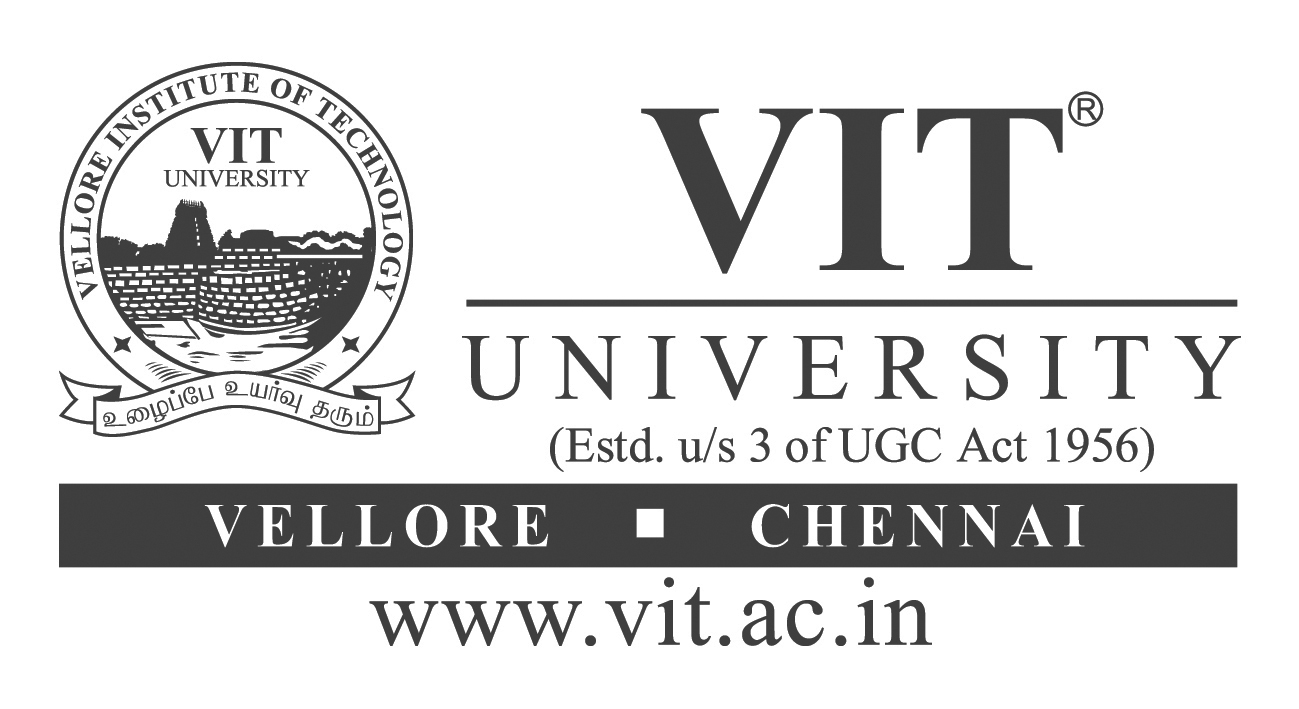 VELLORE INSTITUTE OF TECHNOLOGY
VIT
UNIVERSITY
உழைப்பே உயர்வு தரும்
VIT®
UNIVERSITY
(Estd. u/s 3 of UGC Act 1956)
VELLORE ▪ CHENNAI
www.vit.ac.in